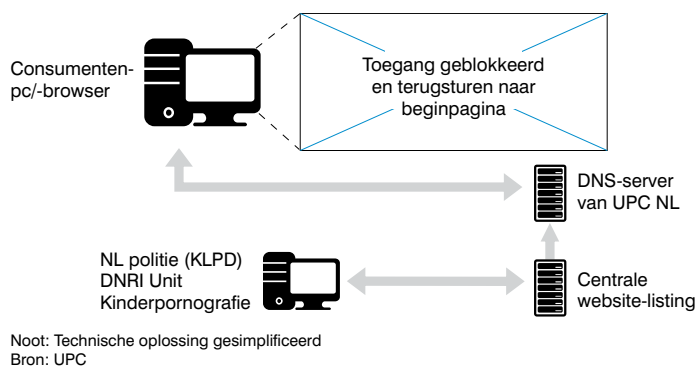 Consumenten-
pc/-browser
Toegang geblokkeerd
en terugsturen naar
beginpagina
DNS-server
van UPC NL
NL politie (KLPD)
DNRI Unit
Kinderpornografie
Centrale
website-listing
Noot: Technische oplossing gesimplificeerd
Bron: UPC